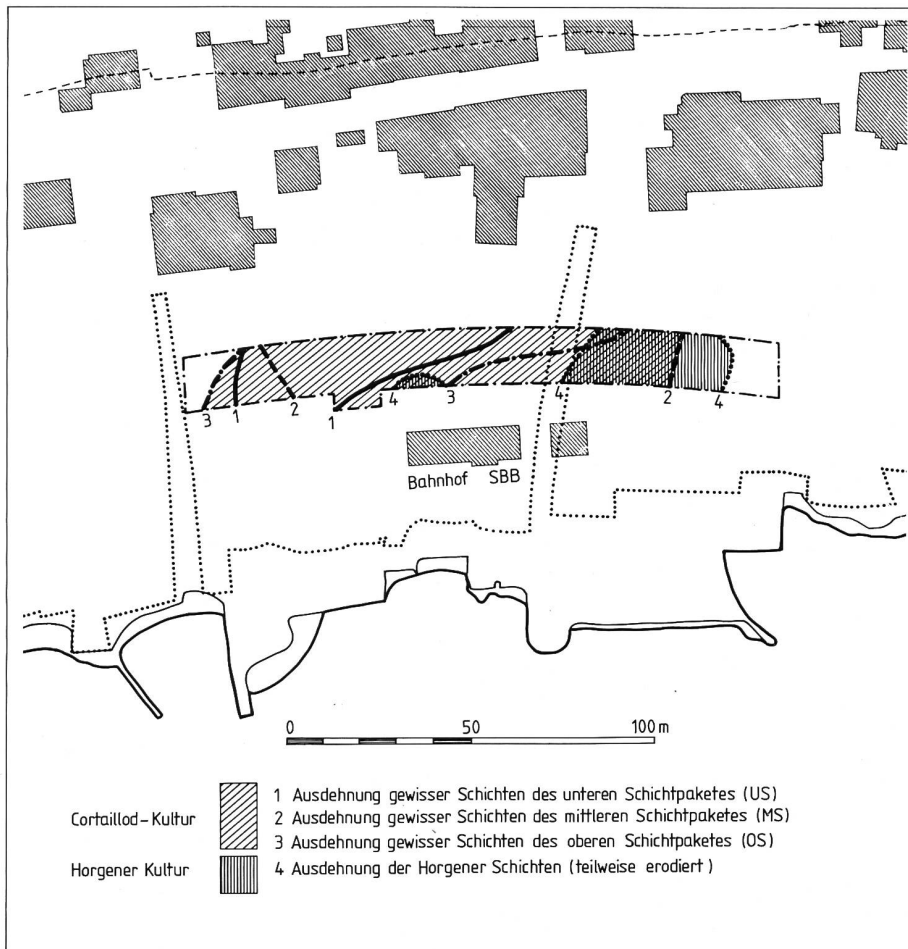 3 1 2 1 4 3 4 2 4
Bahnhof SBB
0 50 100 m
Cortaillod-Kultur
1 Ausdehnung gewisser Schichten des unteren Schichtpaketes (US)
2 Ausdehnung gewisser Schichten des mittleren Schichtpaketes (MS)
3 Ausdehnung gewisser Schichten des oberen Schichtpaketes (OS)
Horgener Kultur
4 Ausdehnung der Horgener Schichten (teilweise erodiert)